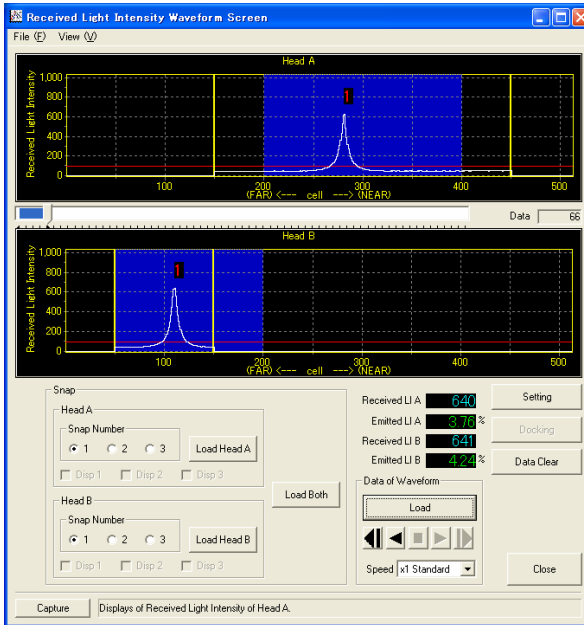 Received Light Intensity Waveform Screen
File (F) View (V)
Head A
Received Light Intensity
1,000
800
600
400
200
0
1
100 200 300 400 500
(FAR) <--- cell ---> (NEAR)
Data 66
Head B
Received Light Intensity
1,000
800
600
400
200
0
1
100 200 300 400 500
(FAR) <--- cell ---> (NEAR)
Snap
Head A
Snap Number
1 2 3
Load Head A
Disp 1 Disp 2 Disp 3
Head B
Snap Number
1 2 3
Load Head B
Disp 1 Disp 2 Disp 3
Load Both
Received LI A 640
Emitted LI A 3.76 %
Received LI B 641
Emitted LI B 4.24 %
Setting
Docking
Data Clear
Data of Waveform
Load
Speed x1 Standard
Close
Capture Displays of Received Light Intensity of Head A.